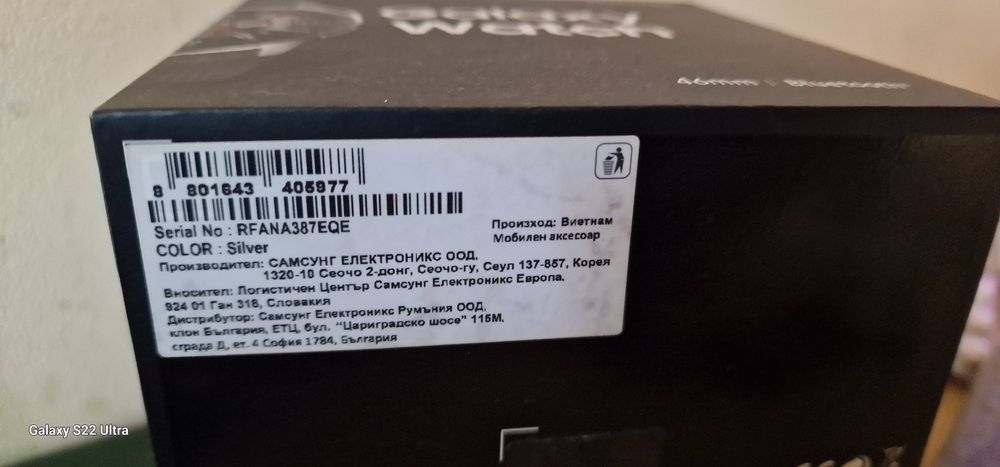 Galaxy
Watch
46mm | Bluetooth
8 801643 405977
Serial No : RFANA387EQE
COLOR : Silver
Произход: Виетнам
Мобилен аксесоар
Производител: САМСУНГ ЕЛЕКТРОНИКС ООД,
1320-10 Сеочо 2-донг, Сеочо-гу, Сеул 137-857, Корея
Вносител: Логистичен Център Самсунг Електроникс Европа,
924 01 Гаň 318, Словакия
Дистрибутор: Самсунг Електроникс Румъния ООД,
клон България, ЕТЦ, бул. "Цариградско шосе" 115М,
сграда Д, ет. 4 София 1784, България
Galaxy S22 Ultra